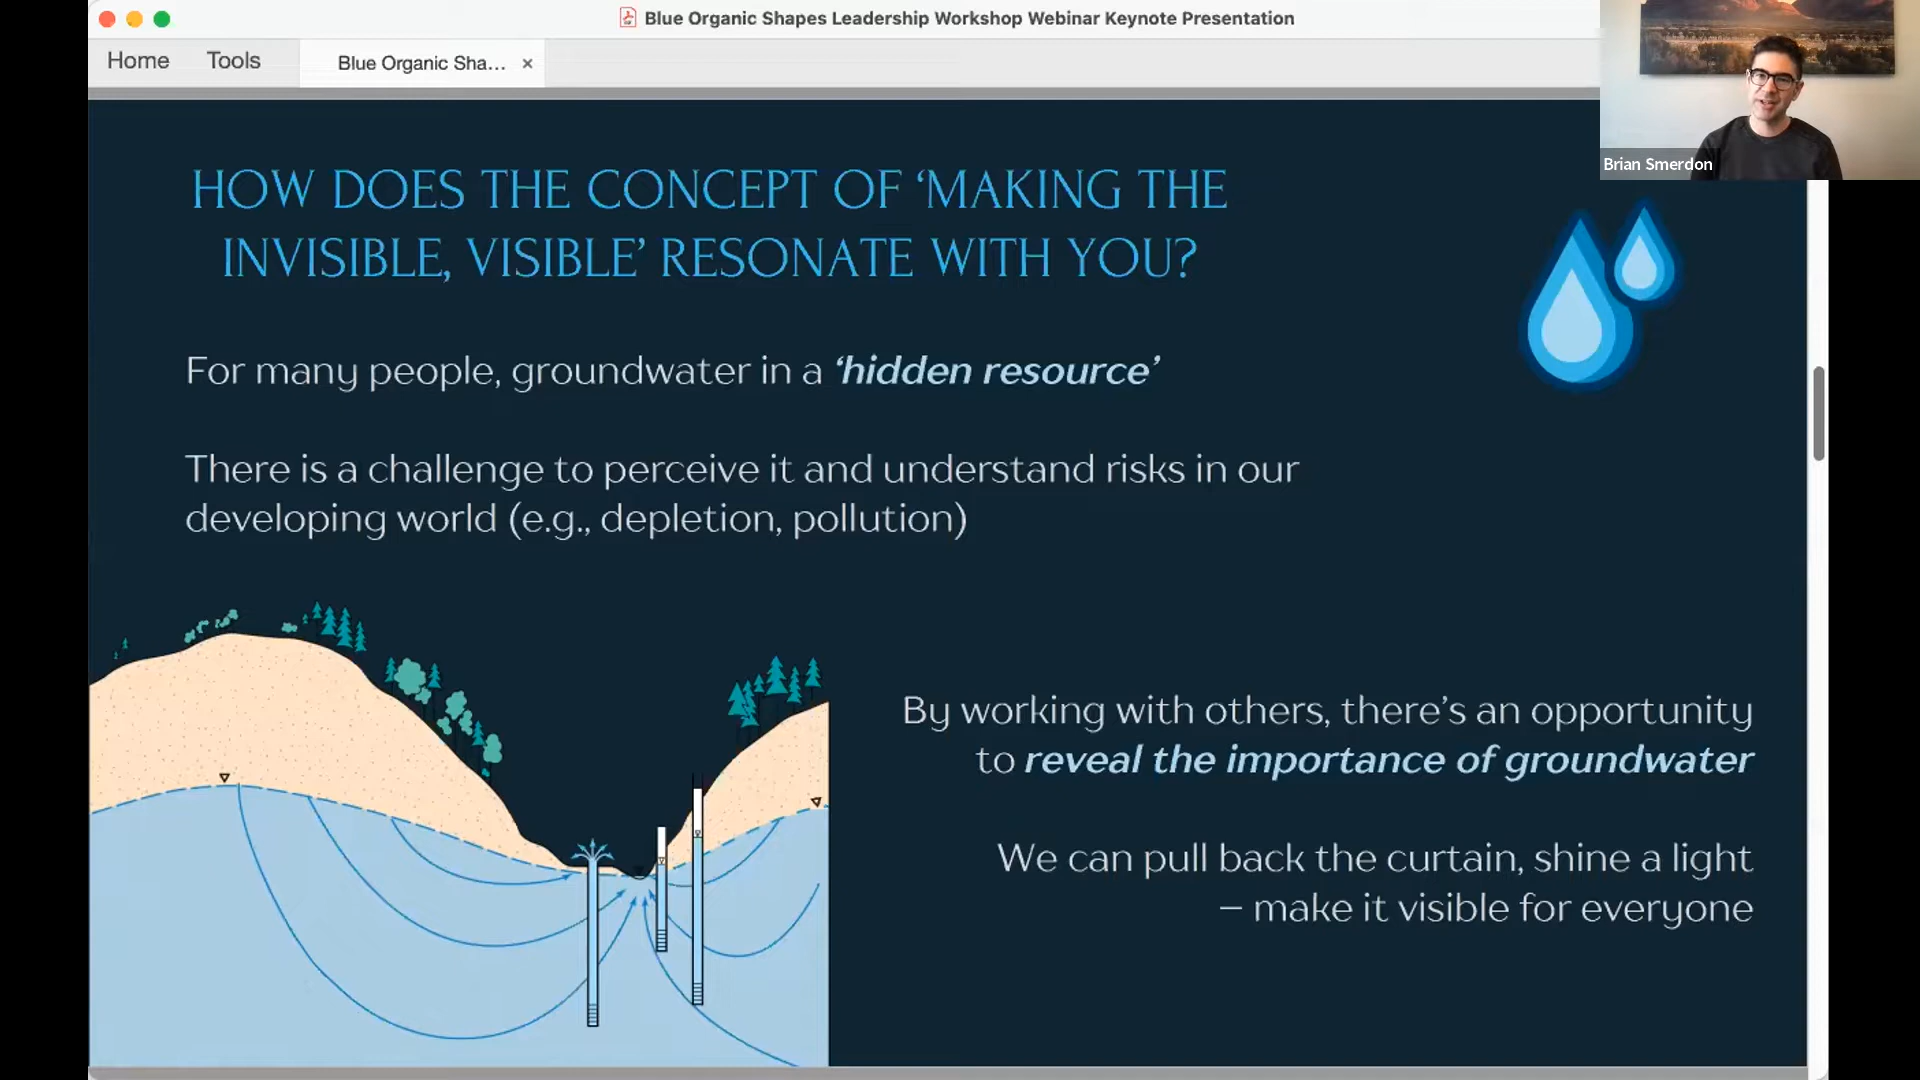 Blue Organic Shapes Leadership Workshop Webinar Keynote Presentation
Home Tools Blue Organic Sha... ×
Brian Smerdon
HOW DOES THE CONCEPT OF ‘MAKING THE
INVISIBLE, VISIBLE’ RESONATE WITH YOU?
For many people, groundwater in a ‘hidden resource’
There is a challenge to perceive it and understand risks in our
developing world (e.g., depletion, pollution)
By working with others, there’s an opportunity
to reveal the importance of groundwater
We can pull back the curtain, shine a light
– make it visible for everyone